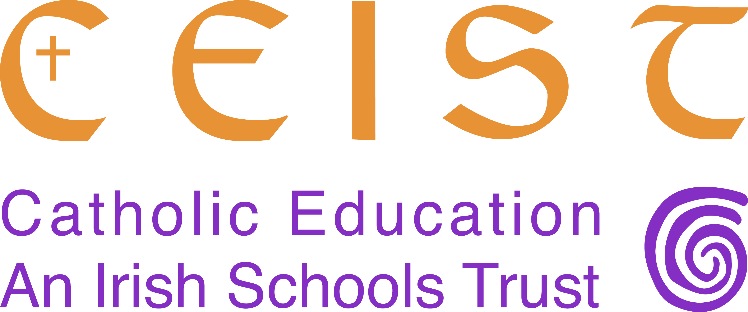 CEIST
Catholic Education
An Irish Schools Trust